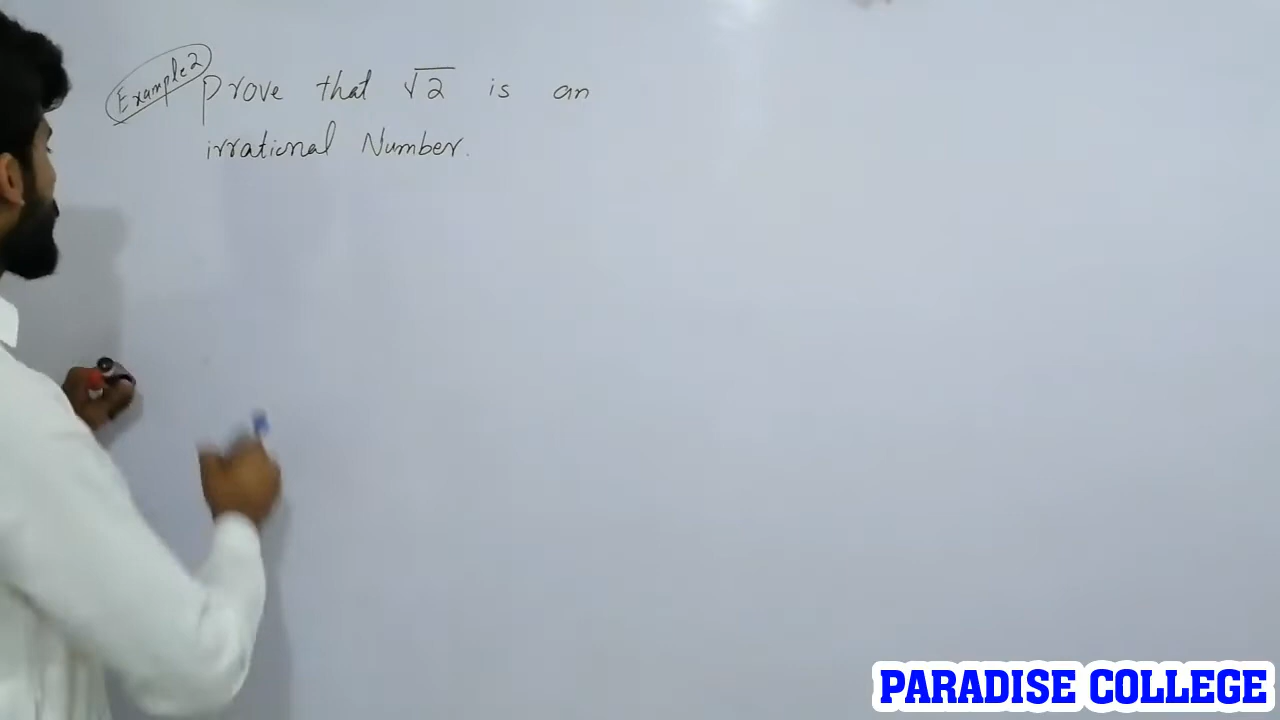 Example 2
Prove that √2 is an
irrational Number.
PARADISE COLLEGE